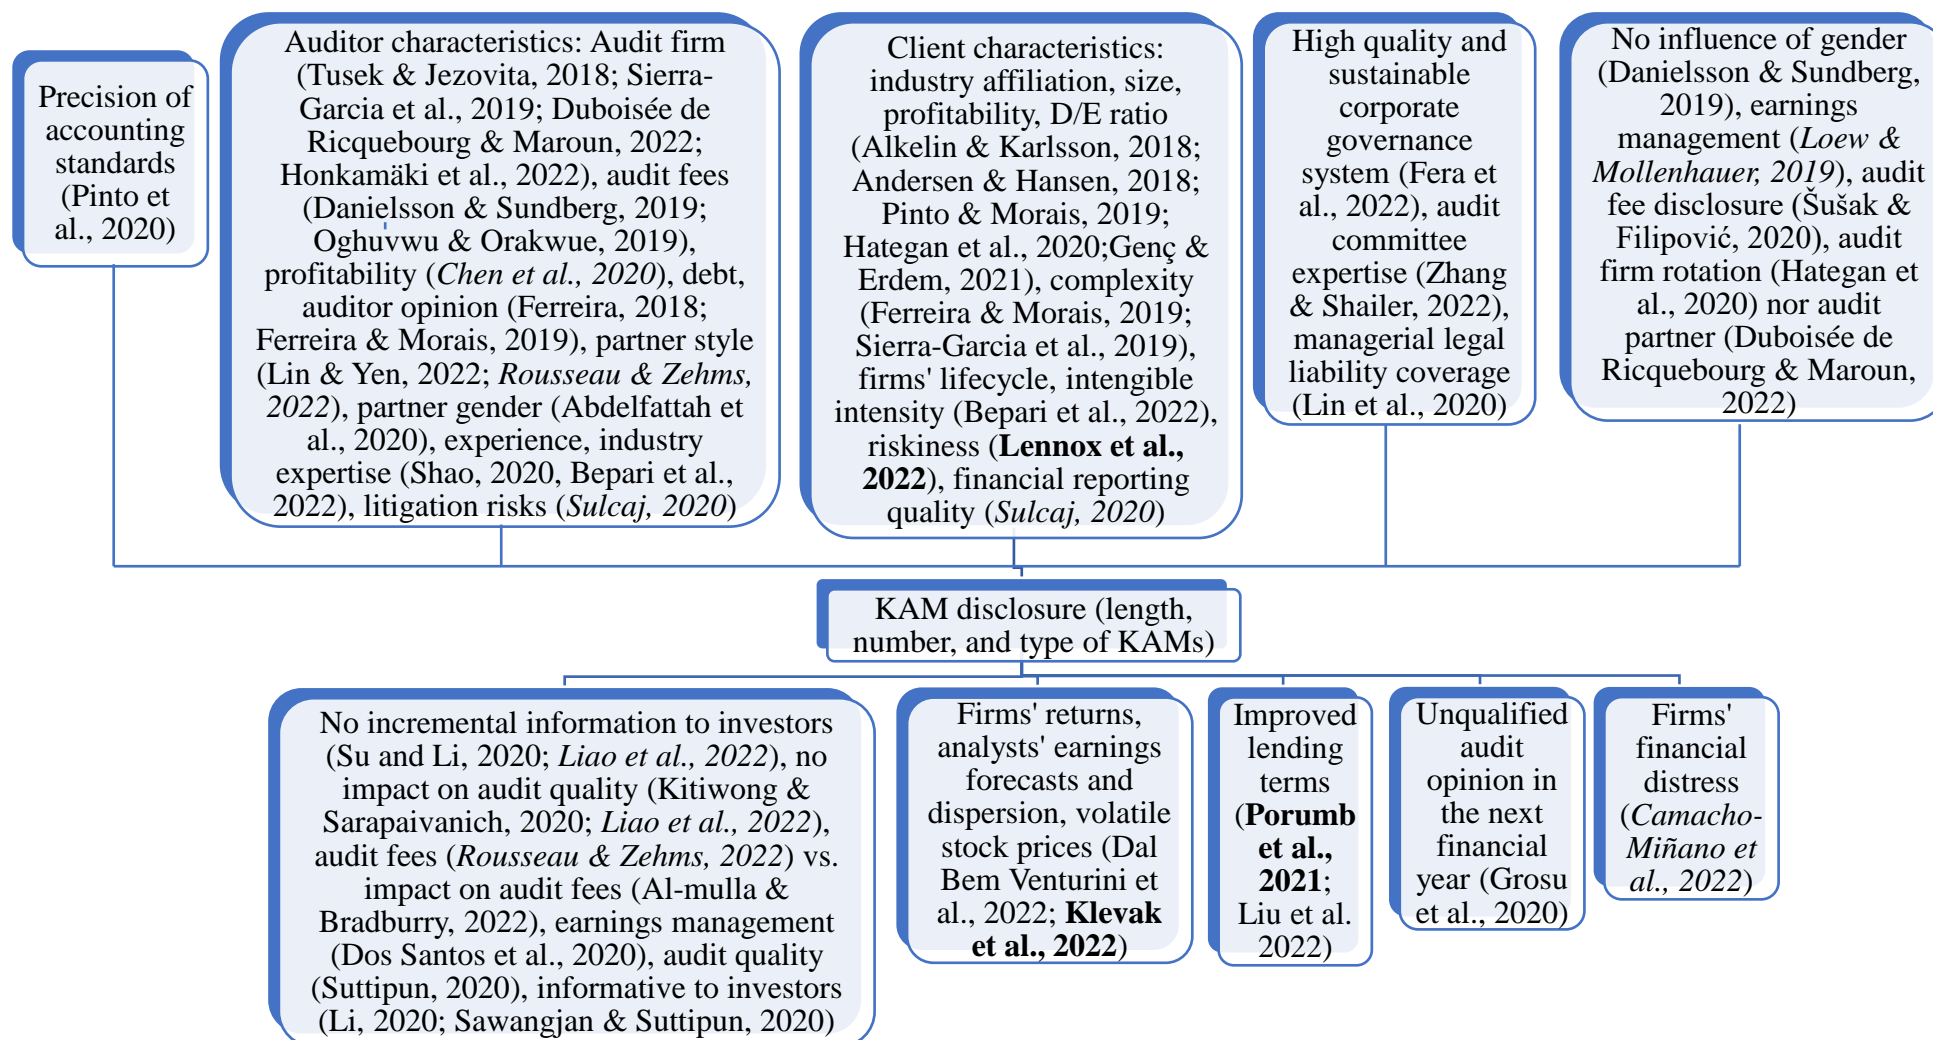 Precision of
accounting
standards
(Pinto et
al., 2020)
Auditor characteristics: Audit firm
(Tusek & Jezovita, 2018; Sierra-
Garcia et al., 2019; Duboisée de
Ricquebourg & Maroun, 2022;
Honkamäki et al., 2022), audit fees
(Danielsson & Sundberg, 2019;
Oghuvwu & Orakwue, 2019),
profitability (Chen et al., 2020), debt,
auditor opinion (Ferreira, 2018;
Ferreira & Morais, 2019), partner style
(Lin & Yen, 2022; Rousseau & Zehms,
2022), partner gender (Abdelfattah et
al., 2020), experience, industry
expertise (Shao, 2020, Bepari et al.,
2022), litigation risks (Sulcaj, 2020)
Client characteristics:
industry affiliation, size,
profitability, D/E ratio
(Alkelin & Karlsson, 2018;
Andersen & Hansen, 2018;
Pinto & Morais, 2019;
Hategan et al., 2020;Genç &
Erdem, 2021), complexity
(Ferreira & Morais, 2019;
Sierra-Garcia et al., 2019),
firms' lifecycle, intengible
intensity (Bepari et al., 2022),
riskiness (Lennox et al.,
2022), financial reporting
quality (Sulcaj, 2020)
High quality and
sustainable
corporate
governance
system (Fera et
al., 2022), audit
committee
expertise (Zhang
& Shailer, 2022),
managerial legal
liability coverage
(Lin et al., 2020)
No influence of gender
(Danielsson & Sundberg,
2019), earnings
management (Loew &
Mollenhauer, 2019), audit
fee disclosure (Šušak &
Filipović, 2020), audit
firm rotation (Hategan et
al., 2020) nor audit
partner (Duboisée de
Ricquebourg & Maroun,
2022)
KAM disclosure (length,
number, and type of KAMs)
No incremental information to investors
(Su and Li, 2020; Liao et al., 2022), no
impact on audit quality (Kitiwong &
Sarapaivanich, 2020; Liao et al., 2022),
audit fees (Rousseau & Zehms, 2022) vs.
impact on audit fees (Al-mulla &
Bradburry, 2022), earnings management
(Dos Santos et al., 2020), audit quality
(Suttipun, 2020), informative to investors
(Li, 2020; Sawangjan & Suttipun, 2020)
Firms' returns,
analysts' earnings
forecasts and
dispersion, volatile
stock prices (Dal
Bem Venturini et
al., 2022; Klevak
et al., 2022)
Improved
lending
terms
(Porumb
et al.,
2021;
Liu et al.
2022)
Unqualified
audit
opinion in
the next
financial
year (Grosu
et al., 2020)
Firms'
financial
distress
(Camacho-
Miñano et
al., 2022)